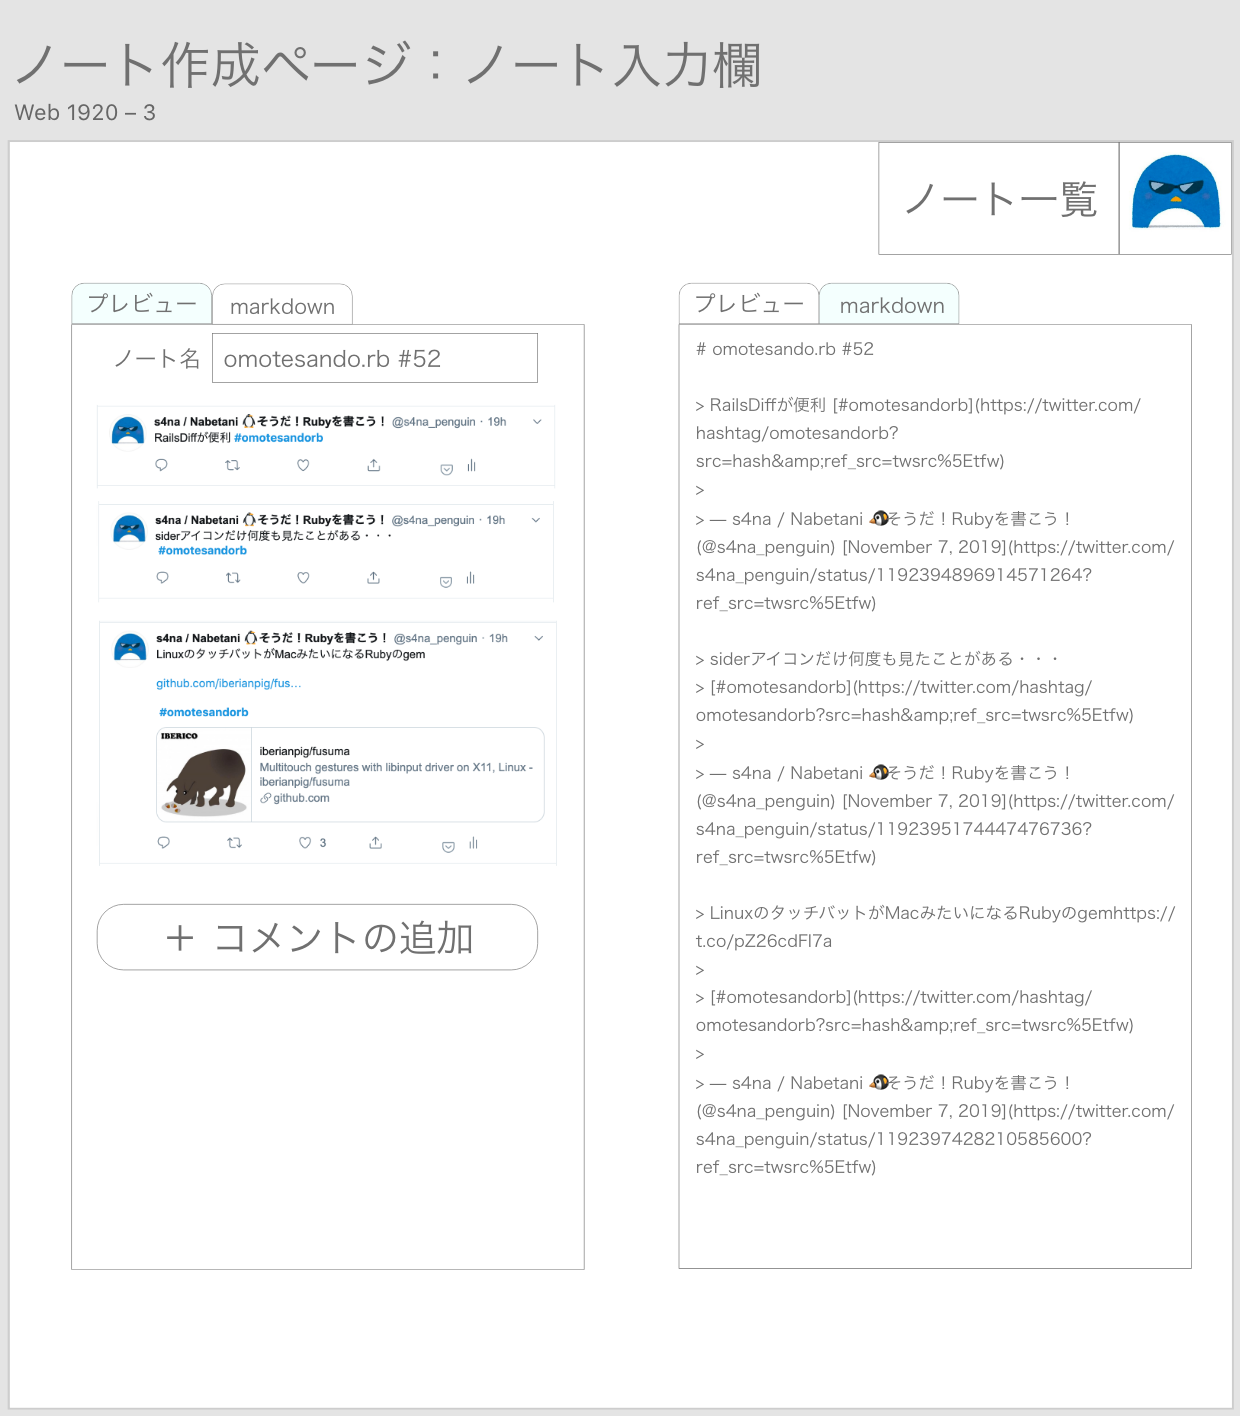 ノート作成ページ：ノート入力欄
Web 1920 – 3
ノート一覧
プレビュー
markdown
ノート名
omotesando.rb #52
s4na / Nabetani 🐧そうだ！Rubyを書こう！ @s4na_penguin · 19h
RailsDiffが便利 #omotesandorb
s4na / Nabetani 🐧そうだ！Rubyを書こう！ @s4na_penguin · 19h
siderアイコンだけ何度も見たことがある・・・
#omotesandorb
s4na / Nabetani 🐧そうだ！Rubyを書こう！ @s4na_penguin · 19h
LinuxのタッチバットがMacみたいになるRubyのgem
github.com/iberianpig/fus…
#omotesandorb
IBERICO
iberianpig/fusuma
Multitouch gestures with libinput driver on X11, Linux -
iberianpig/fusuma
github.com
3
＋ コメントの追加
プレビュー
markdown
# omotesando.rb #52
> RailsDiffが便利 [#omotesandorb](https://twitter.com/
hashtag/omotesandorb?
src=hash&amp;ref_src=twsrc%5Etfw)
>
> — s4na / Nabetani 🐧そうだ！Rubyを書こう！
(@s4na_penguin) [November 7, 2019](https://twitter.com/
s4na_penguin/status/1192394896914571264?
ref_src=twsrc%5Etfw)
> siderアイコンだけ何度も見たことがある・・・
> [#omotesandorb](https://twitter.com/hashtag/
omotesandorb?src=hash&amp;ref_src=twsrc%5Etfw)
>
> — s4na / Nabetani 🐧そうだ！Rubyを書こう！
(@s4na_penguin) [November 7, 2019](https://twitter.com/
s4na_penguin/status/1192395174447476736?
ref_src=twsrc%5Etfw)
> LinuxのタッチバットがMacみたいになるRubyのgemhttps://
t.co/pZ26cdFl7a
>
> [#omotesandorb](https://twitter.com/hashtag/
omotesandorb?src=hash&amp;ref_src=twsrc%5Etfw)
>
> — s4na / Nabetani 🐧そうだ！Rubyを書こう！
(@s4na_penguin) [November 7, 2019](https://twitter.com/
s4na_penguin/status/1192397428210585600?
ref_src=twsrc%5Etfw)